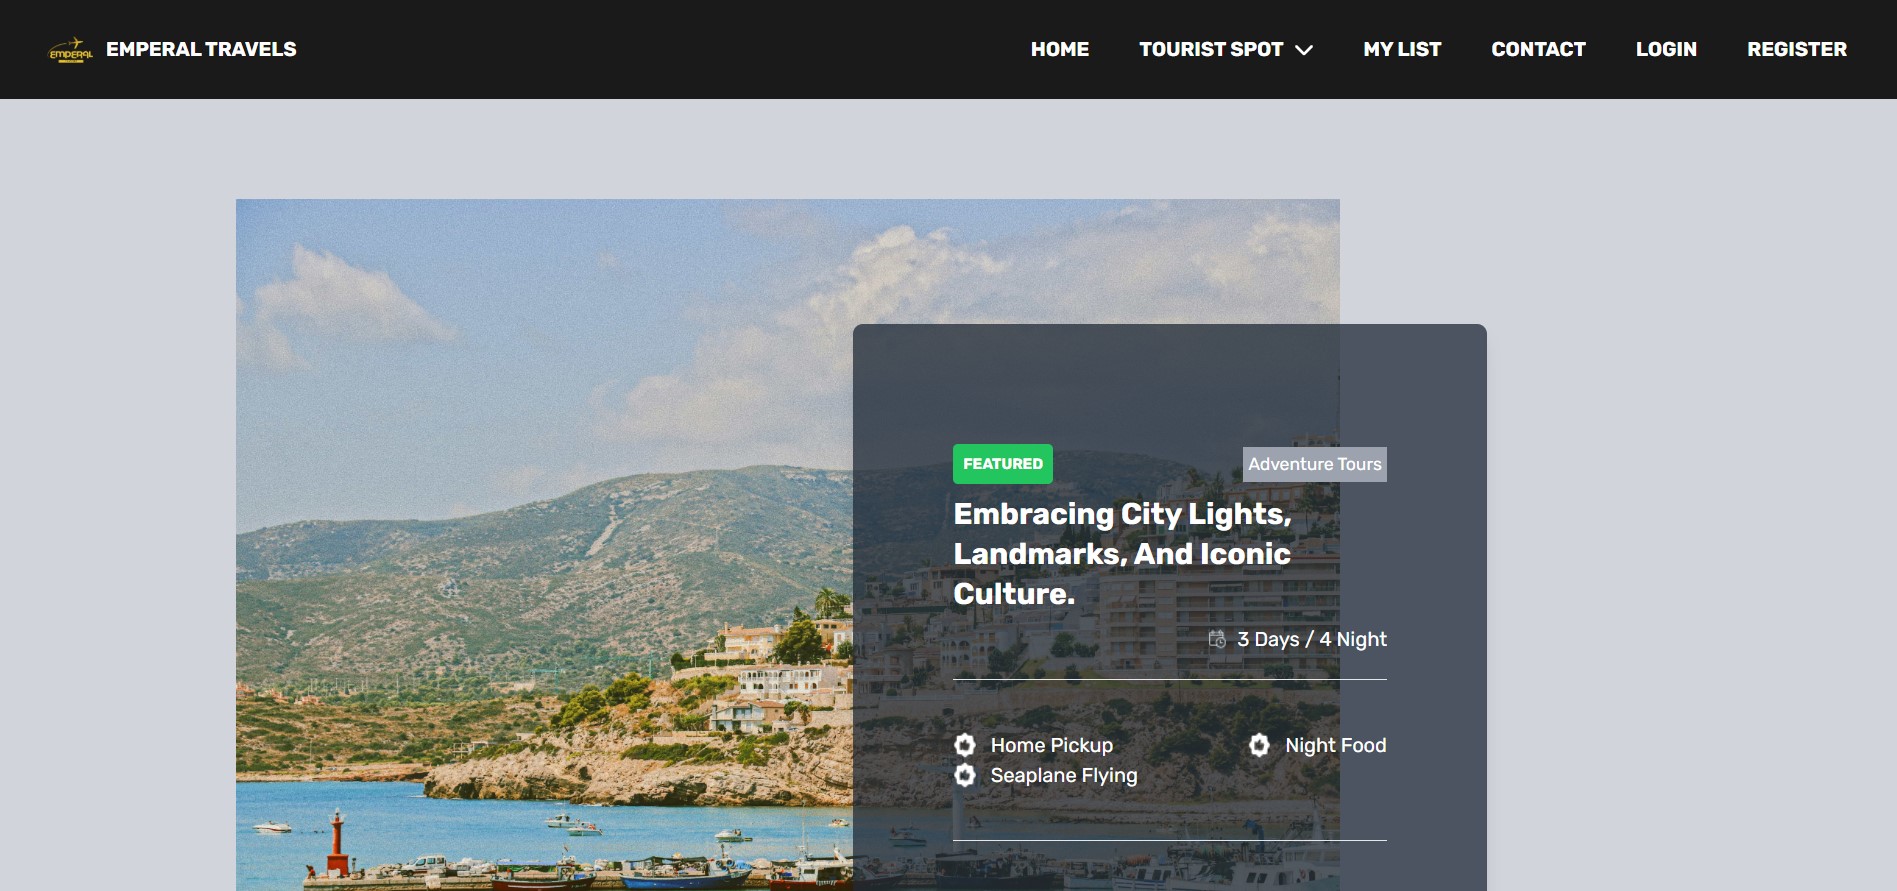 EMPERAL
EMPERAL TRAVELS
HOME
TOURIST SPOT
MY LIST
CONTACT
LOGIN
REGISTER
FEATURED
Adventure Tours
Embracing City Lights,
Landmarks, And Iconic
Culture.
3 Days / 4 Night
Home Pickup
Night Food
Seaplane Flying